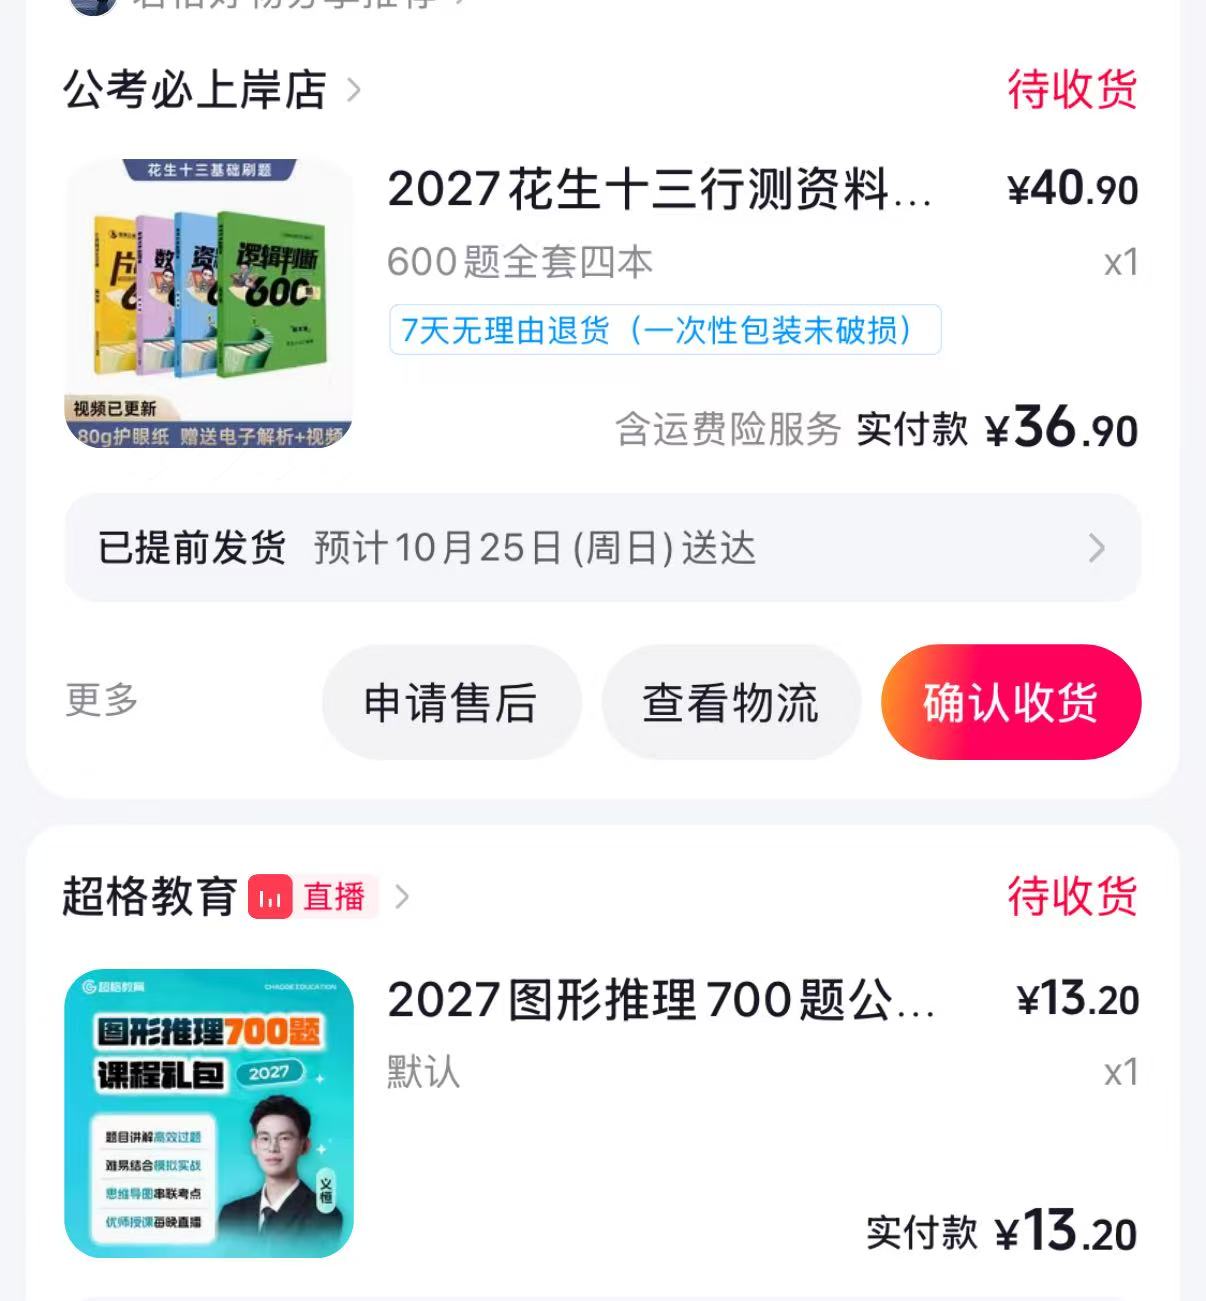 公考必上岸店
待收货
花生十三基础刷题
逻辑判断
600
视频已更新
80g护眼纸 赠送电子解析+视频
2027花生十三行测资料...
¥40.90
600题全套四本
x1
7天无理由退货（一次性包装未破损）
含运费险服务 实付款 ¥36.90
已提前发货 预计10月25日(周日)送达
更多
申请售后
查看物流
确认收货
超格教育 直播
待收货
超格教育
CHAOGE EDUCATION
图形推理700题
课程礼包 2027
题目讲解高效过题
难易结合模拟实战
思维导图串联考点
优师授课每晚直播
义恒
2027图形推理700题公...
¥13.20
默认
x1
实付款 ¥13.20